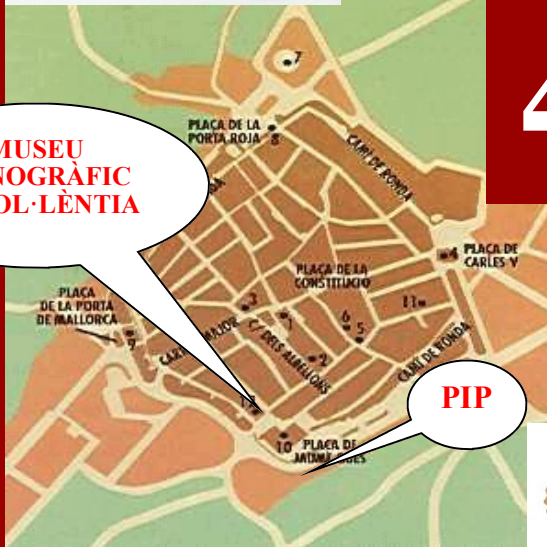 7
4
PLAÇA DE LA
PORTA ROJA
8
CAMÍ DE RONDA
MUSEU
NOGRÀFIC
OL·LÈNTIA
4
PLAÇA DE
CARLES V
PLAÇA DE LA
CONSTITUCIÓ
PLAÇA
DE LA PORTA
DE MALLORCA
9
3
1
6
5
11
2
CARRER MAJOR
C/ DELS ALBELLONS
CAMÍ DE RONDA
12
10
PLAÇA DE
PIP